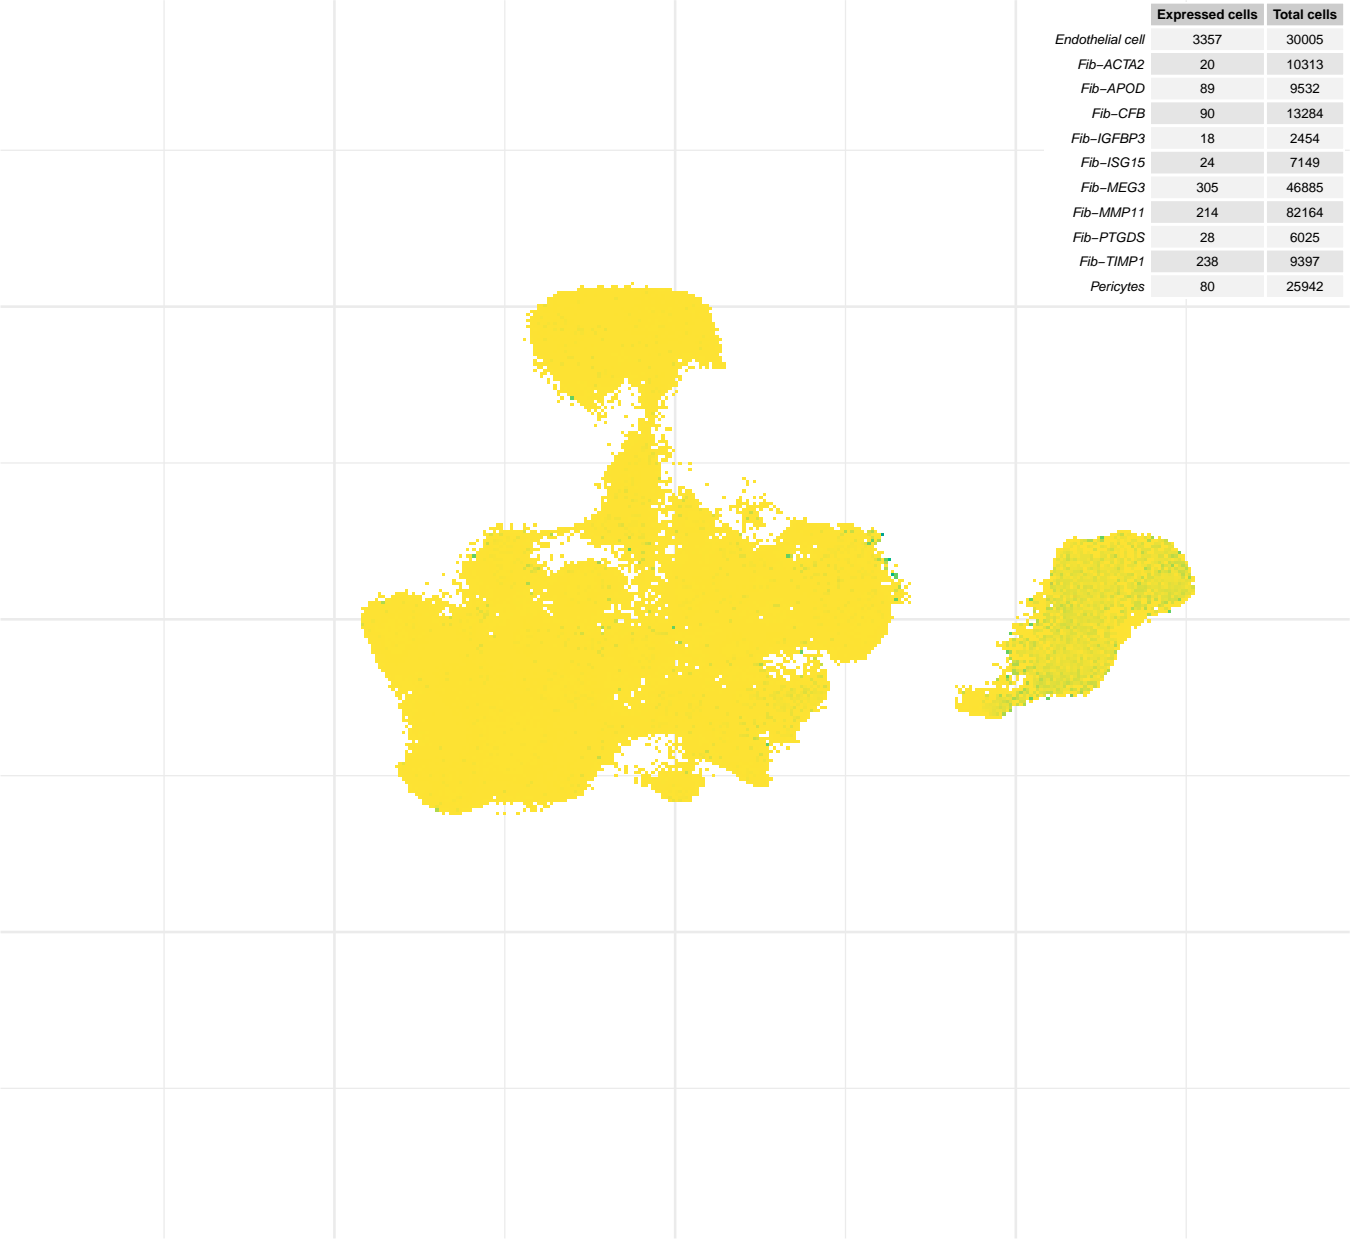 Expressed cells Total cells
Endothelial cell 3357 30005
Fib−ACTA2 20 10313
Fib−APOD 89 9532
Fib−CFB 90 13284
Fib−IGFBP3 18 2454
Fib−ISG15 24 7149
Fib−MEG3 305 46885
Fib−MMP11 214 82164
Fib−PTGDS 28 6025
Fib−TIMP1 238 9397
Pericytes 80 25942